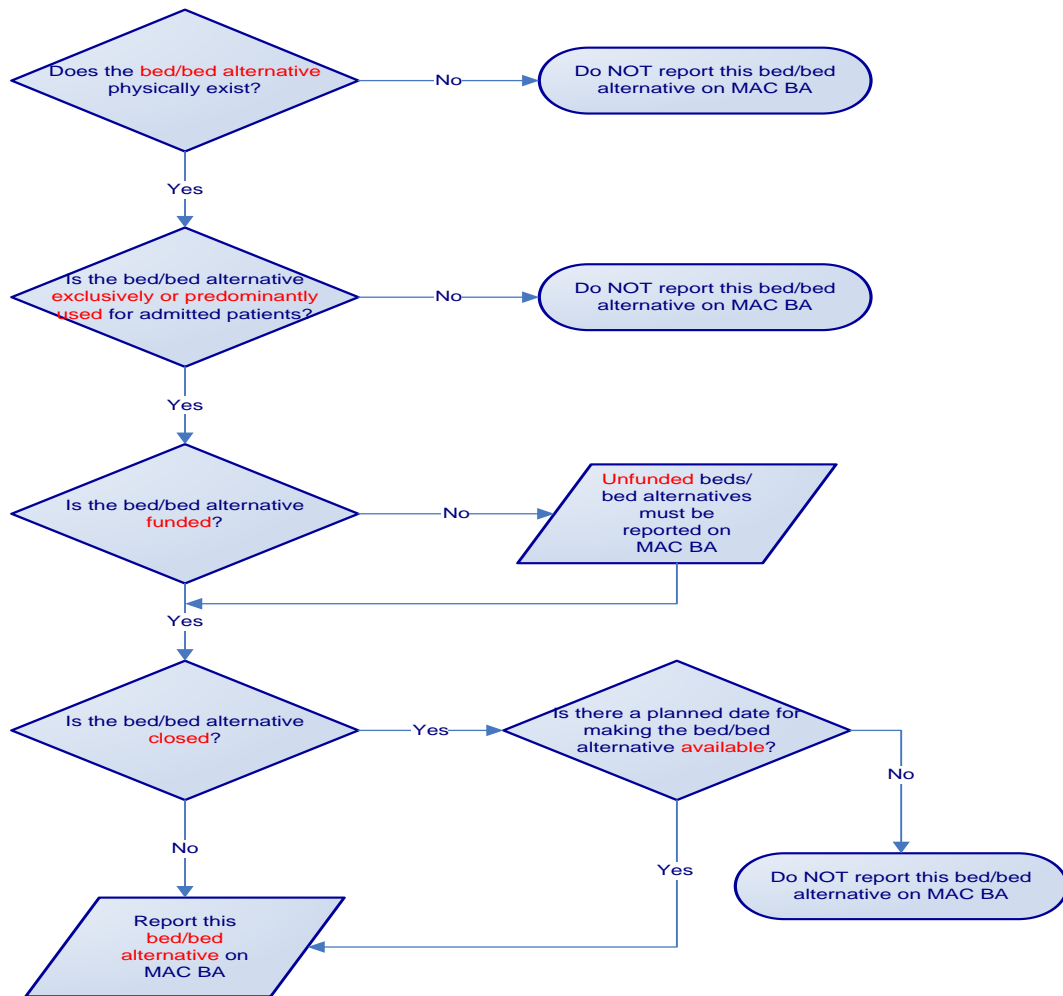 Does the bed/bed alternative
physically exist?
No
Do NOT report this bed/bed
alternative on MAC BA
Yes
Is the bed/bed alternative
exclusively or predominantly
used for admitted patients?
No
Do NOT report this bed/bed
alternative on MAC BA
Yes
Is the bed/bed alternative
funded?
No
Unfunded beds/
bed alternatives
must be
reported on
MAC BA
Yes
Is the bed/bed alternative
closed?
Yes
Is there a planned date for
making the bed/bed
alternative available?
No
Do NOT report this bed/bed
alternative on MAC BA
No
Yes
Report this
bed/bed
alternative on
MAC BA